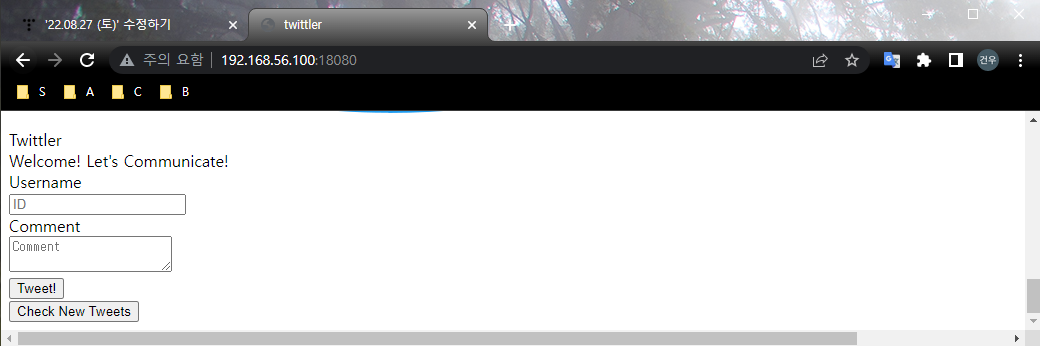 '22.08.27 (토)' 수정하기
twittler
주의 요함
192.168.56.100:18080
건우
S A C B
Twittler
Welcome! Let's Communicate!
Username
ID
Comment
Comment
Tweet!
Check New Tweets